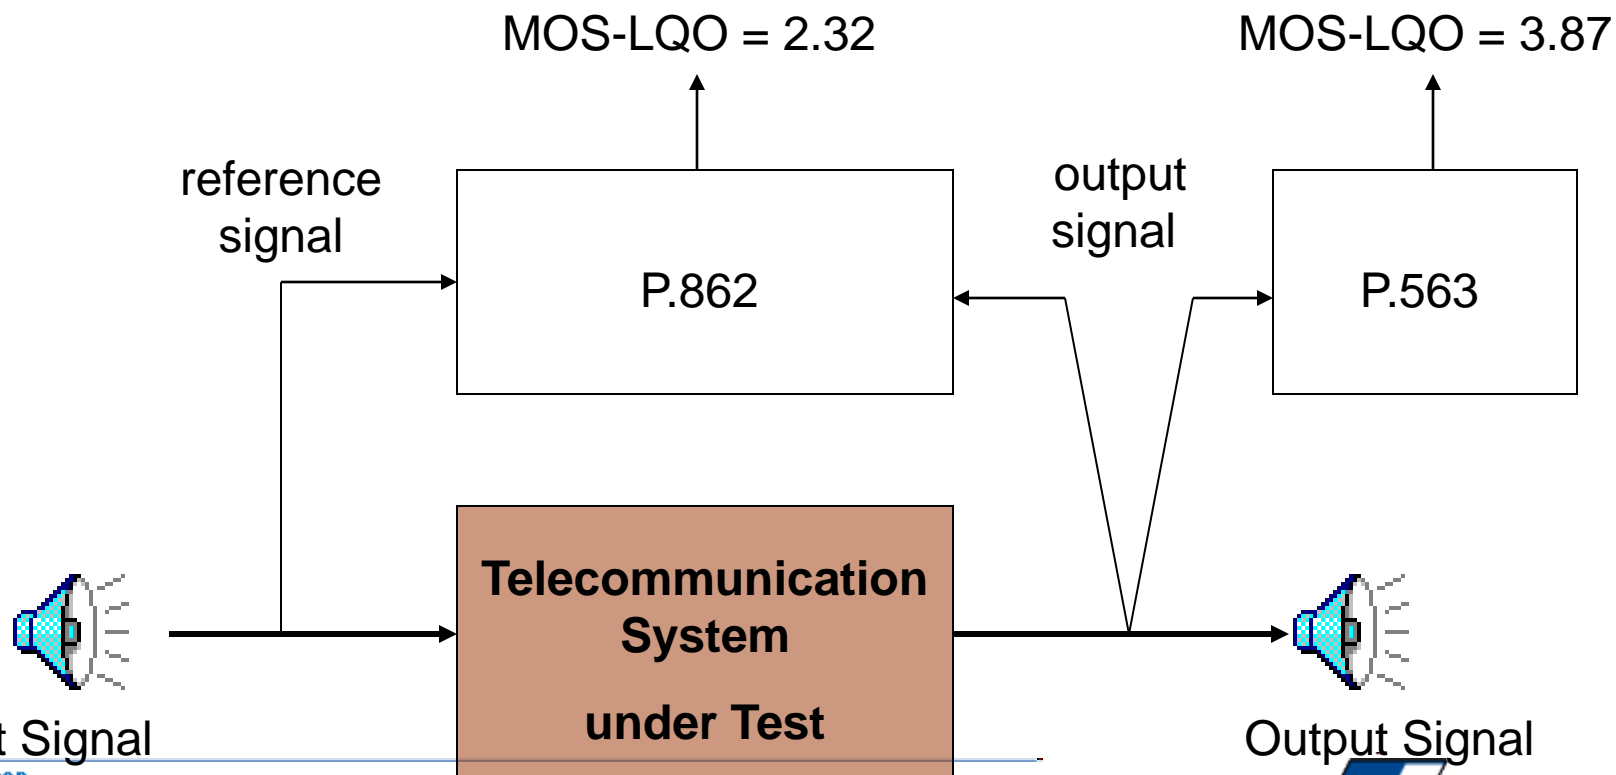 MOS-LQO = 2.32
MOS-LQO = 3.87
reference
signal
output
signal
P.862
P.563
Telecommunication
System
under Test
Signal
Output Signal